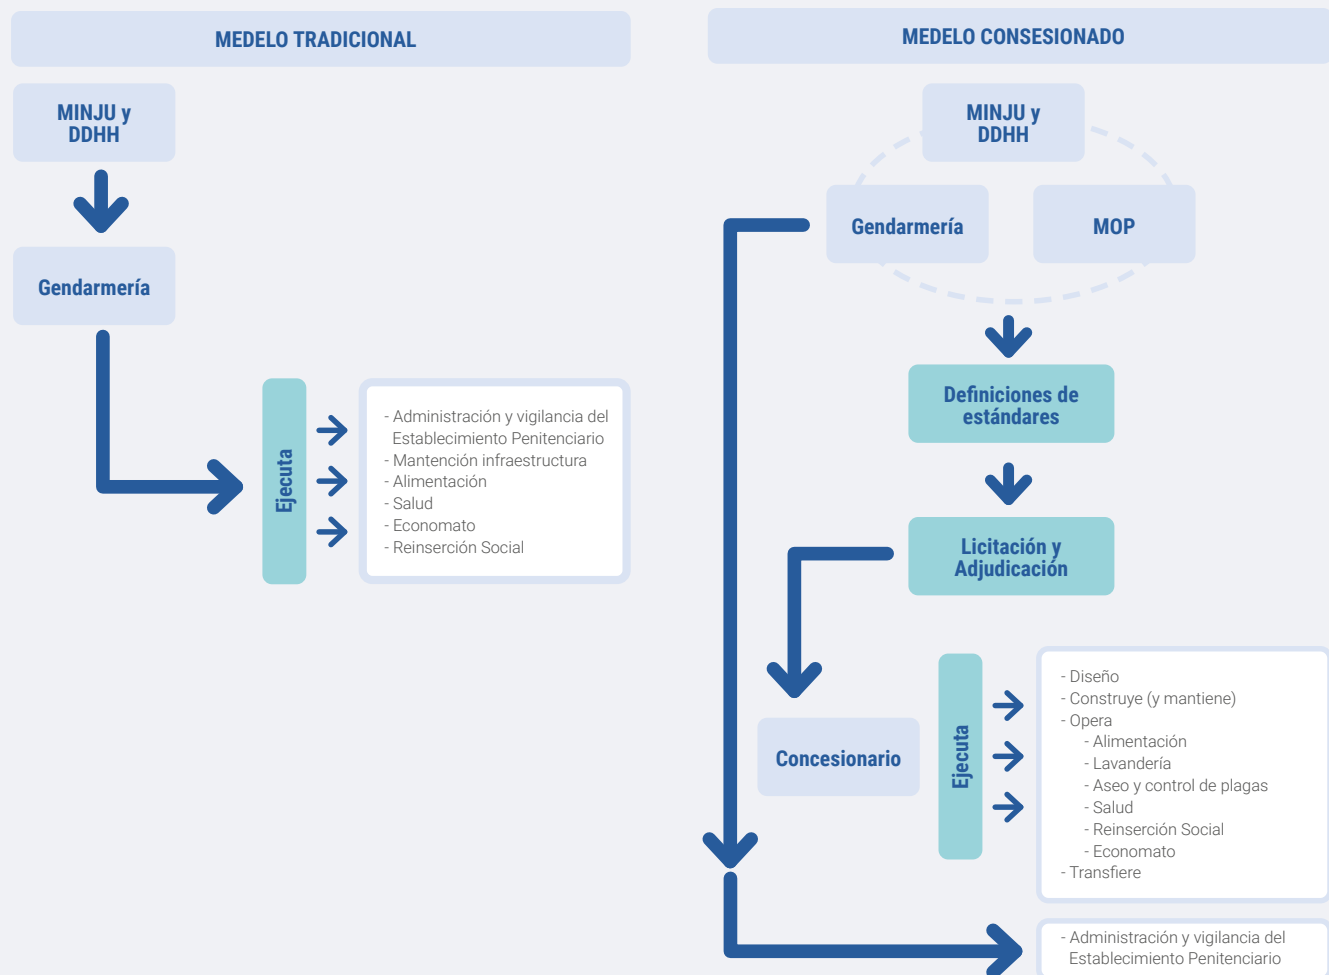 MEDELO TRADICIONAL
MINJU y
DDHH
Gendarmería
Ejecuta
- Administración y vigilancia del
Establecimiento Penitenciario
- Mantención infraestructura
- Alimentación
- Salud
- Economato
- Reinserción Social
MEDELO CONSESIONADO
MINJU y
DDHH
Gendarmería
MOP
Definiciones de
estándares
Licitación y
Adjudicación
Concesionario
Ejecuta
- Diseño
- Construye (y mantiene)
- Opera
- Alimentación
- Lavandería
- Aseo y control de plagas
- Salud
- Reinserción Social
- Economato
- Transfiere
- Administración y vigilancia del
Establecimiento Penitenciario